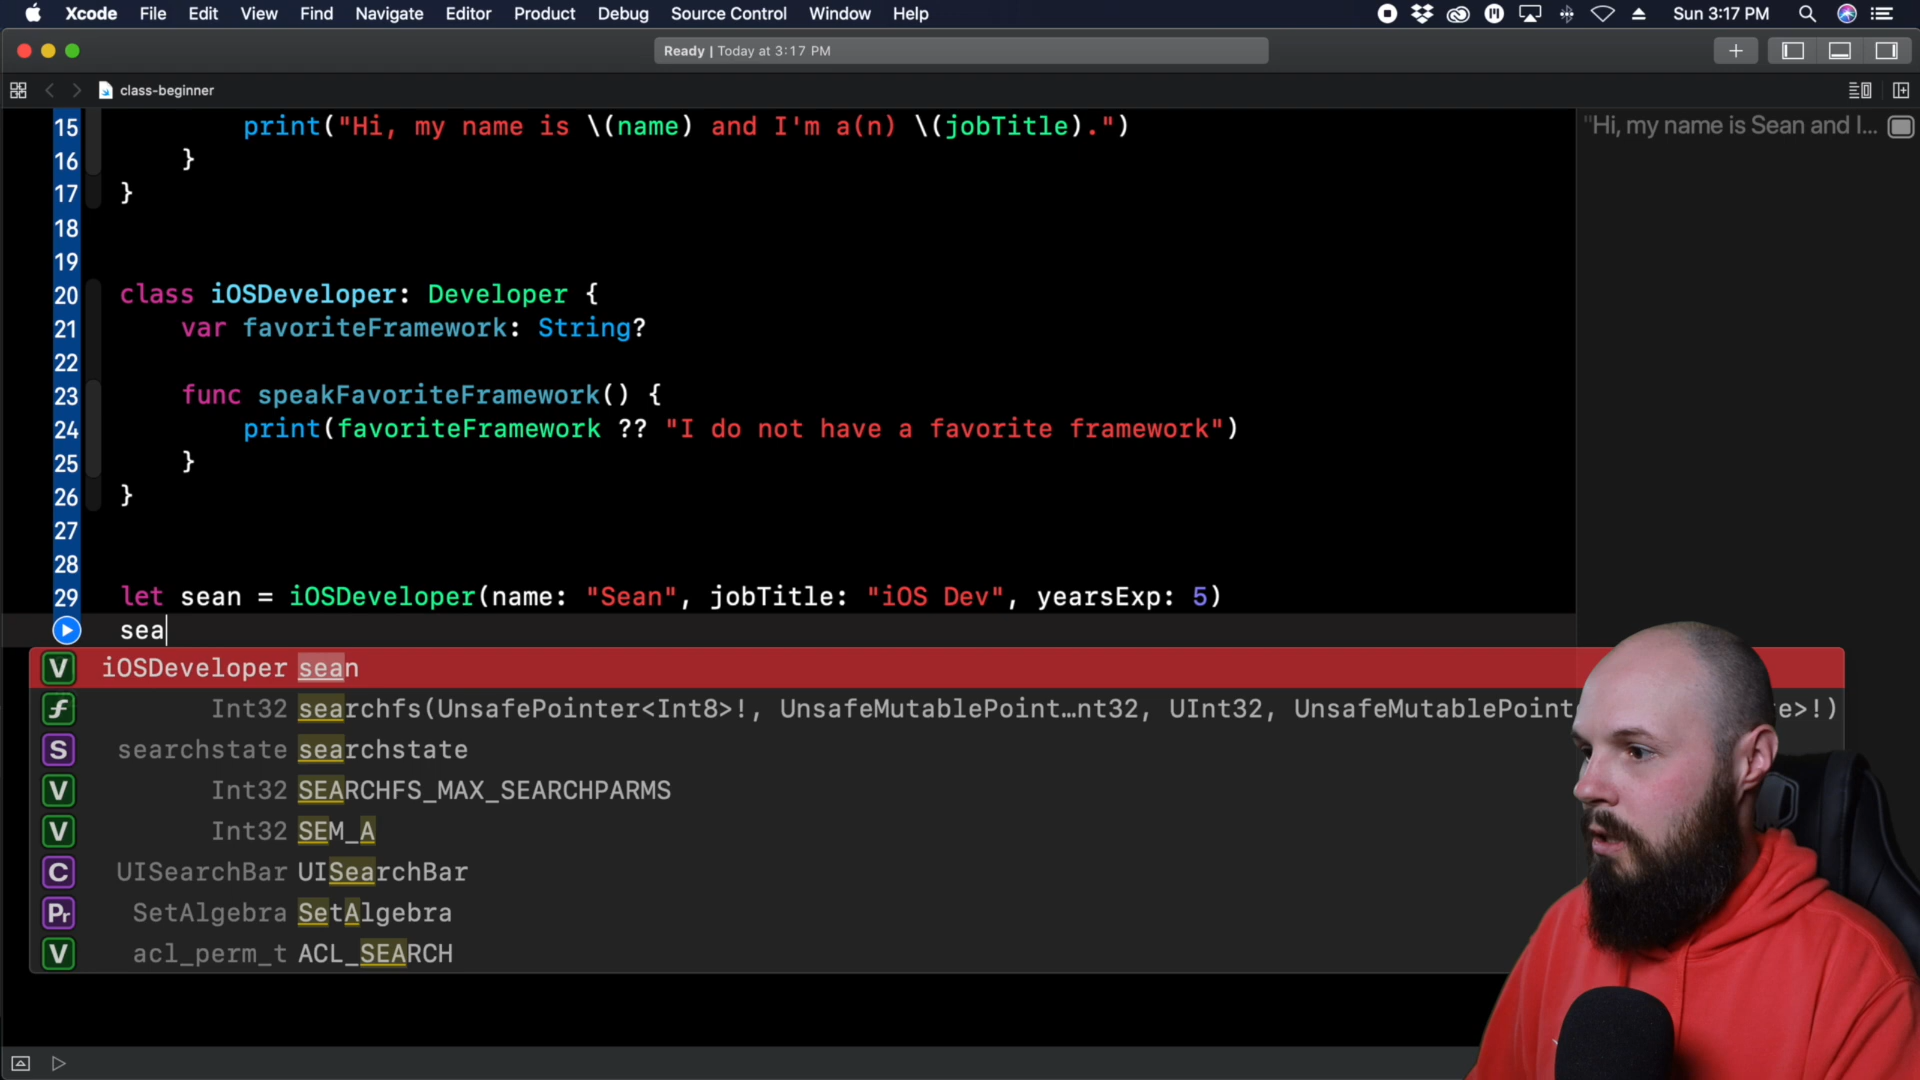 Xcode File Edit View Find Navigate Editor Product Debug Source Control Window Help Sun 3:17 PM
Ready | Today at 3:17 PM
class-beginner
15 print("Hi, my name is \(name) and I'm a(n) \(jobTitle).") "Hi, my name is Sean and I...
16 }
17 }
18
19
20 class iOSDeveloper: Developer {
21 var favoriteFramework: String?
22
23 func speakFavoriteFramework() {
24 print(favoriteFramework ?? "I do not have a favorite framework")
25 }
26 }
27
28
29 let sean = iOSDeveloper(name: "Sean", jobTitle: "iOS Dev", yearsExp: 5)
sea
V iOSDeveloper sean
f Int32 searchfs(UnsafePointer<Int8>!, UnsafeMutablePoint…nt32, UInt32, UnsafeMutablePoint e>!)
S searchstate searchstate
V Int32 SEARCHFS_MAX_SEARCHPARMS
V Int32 SEM_A
C UISearchBar UISearchBar
Pr SetAlgebra SetAlgebra
V acl_perm_t ACL_SEARCH